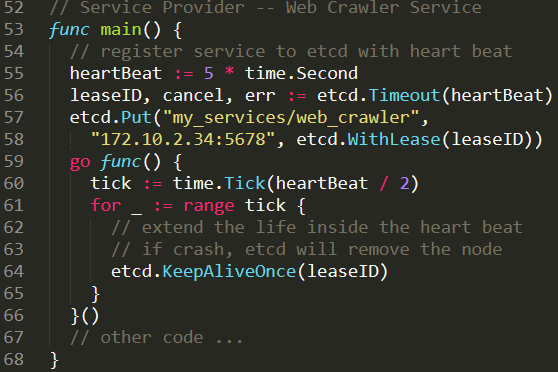 52 // Service Provider -- Web Crawler Service
53 func main() {
54   // register service to etcd with heart beat
55   heartBeat := 5 * time.Second
56   leaseID, cancel, err := etcd.Timeout(heartBeat)
57   etcd.Put("my_services/web_crawler",
58     "172.10.2.34:5678", etcd.WithLease(leaseID))
59   go func() {
60     tick := time.Tick(heartBeat / 2)
61     for _ := range tick {
62       // extend the life inside the heart beat
63       // if crash, etcd will remove the node
64       etcd.KeepAliveOnce(leaseID)
65     }
66   }()
67   // other code ...
68 }